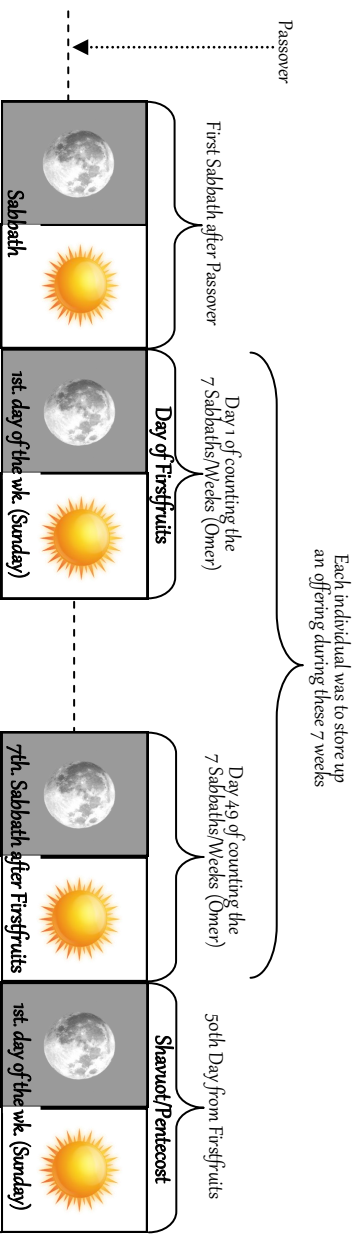 Each individual was to store up
an offering during these 7 weeks
Passover
First Sabbath after Passover
Day 1 of counting the
7 Sabbaths/Weeks (Omer)
Day 49 of counting the
7 Sabbaths/Weeks (Omer)
50th Day from Firstfruits
Day of Firstfruits
Shavuot/Pentecost
Sabbath
1st. day of the wk. (Sunday)
7th. Sabbath after Firstfruits
1st. day of the wk. (Sunday)